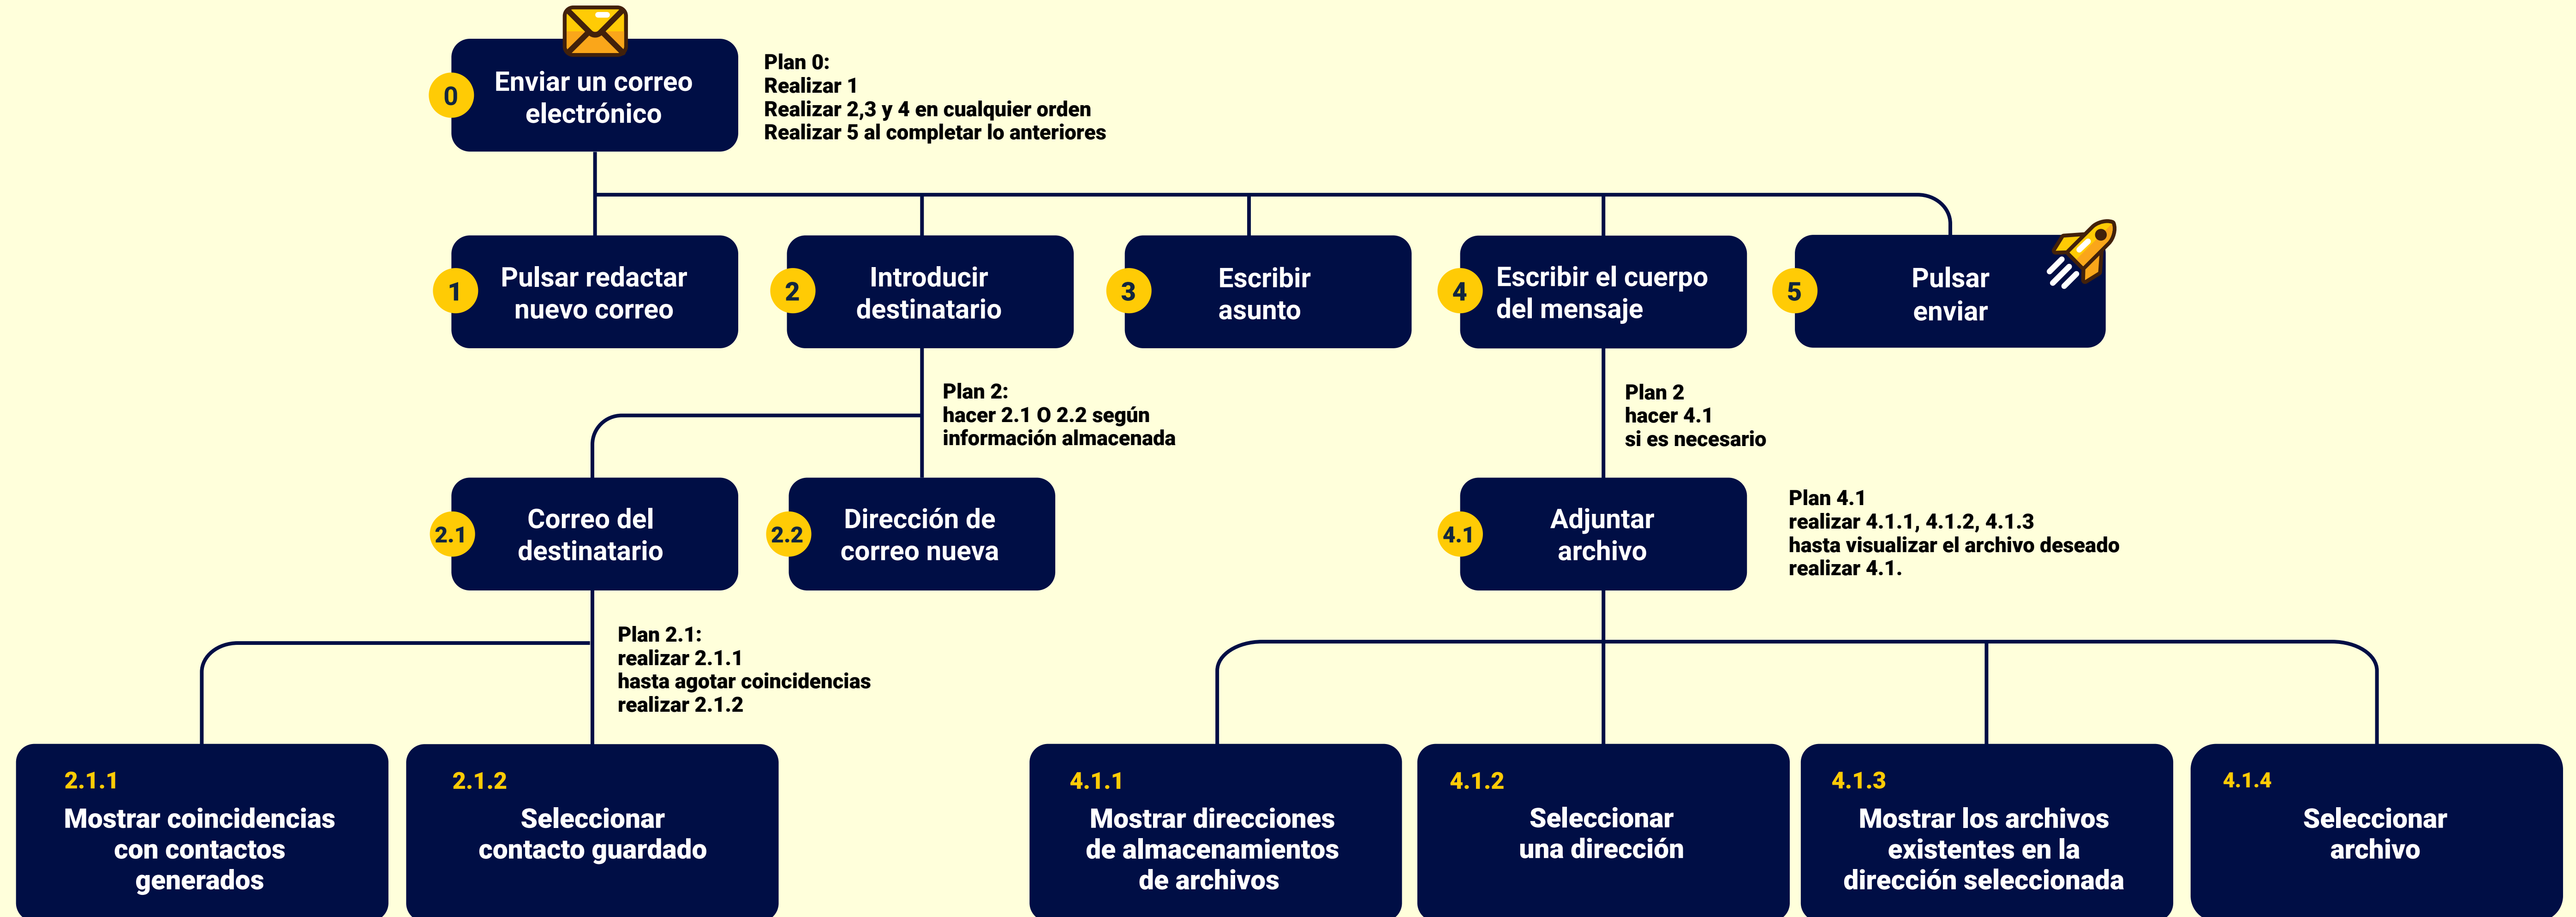 0
Enviar un correo
electrónico
Plan 0:
Realizar 1
Realizar 2,3 y 4 en cualquier orden
Realizar 5 al completar lo anteriores
1
Pulsar redactar
nuevo correo
2
Introducir
destinatario
3
Escribir
asunto
4
Escribir el cuerpo
del mensaje
5
Pulsar
enviar
Plan 2:
hacer 2.1 O 2.2 según
información almacenada
Plan 2
hacer 4.1
si es necesario
2.1
Correo del
destinatario
2.2
Dirección de
correo nueva
4.1
Adjuntar
archivo
Plan 4.1
realizar 4.1.1, 4.1.2, 4.1.3
hasta visualizar el archivo deseado
realizar 4.1.
Plan 2.1:
realizar 2.1.1
hasta agotar coincidencias
realizar 2.1.2
2.1.1
Mostrar coincidencias
con contactos
generados
2.1.2
Seleccionar
contacto guardado
4.1.1
Mostrar direcciones
de almacenamientos
de archivos
4.1.2
Seleccionar
una dirección
4.1.3
Mostrar los archivos
existentes en la
dirección seleccionada
4.1.4
Seleccionar
archivo